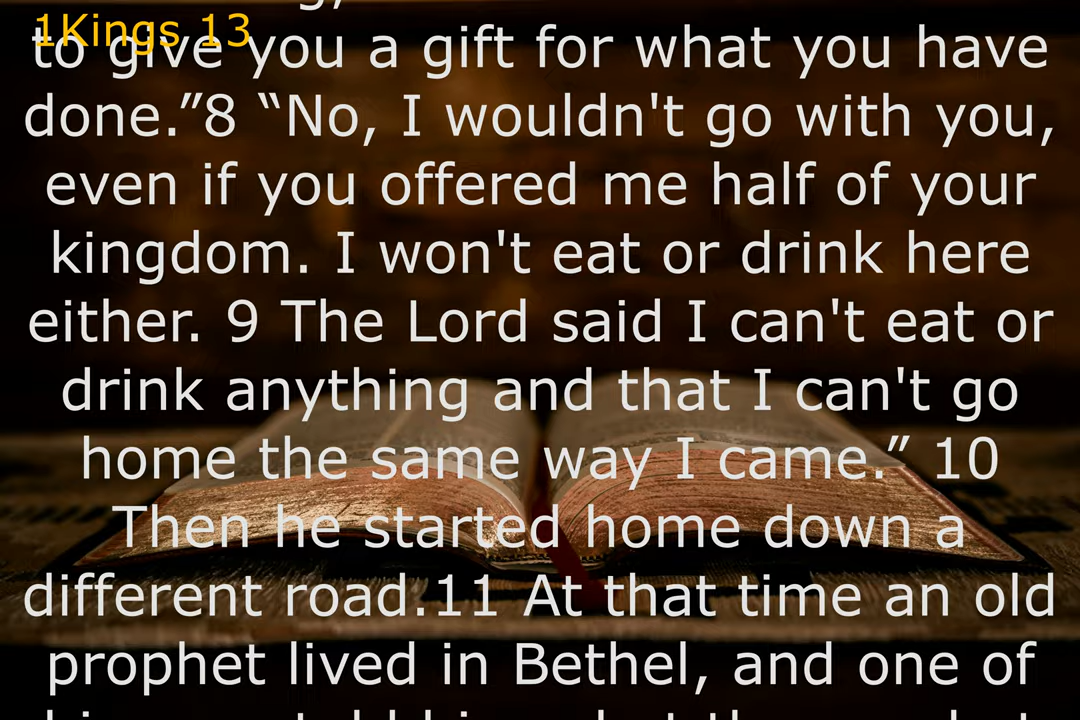 1Kings 13
to give you a gift for what you have
done.”8 “No, I wouldn't go with you,
even if you offered me half of your
kingdom. I won't eat or drink here
either. 9 The Lord said I can't eat or
drink anything and that I can't go
home the same way I came.” 10
Then he started home down a
different road.11 At that time an old
prophet lived in Bethel, and one of